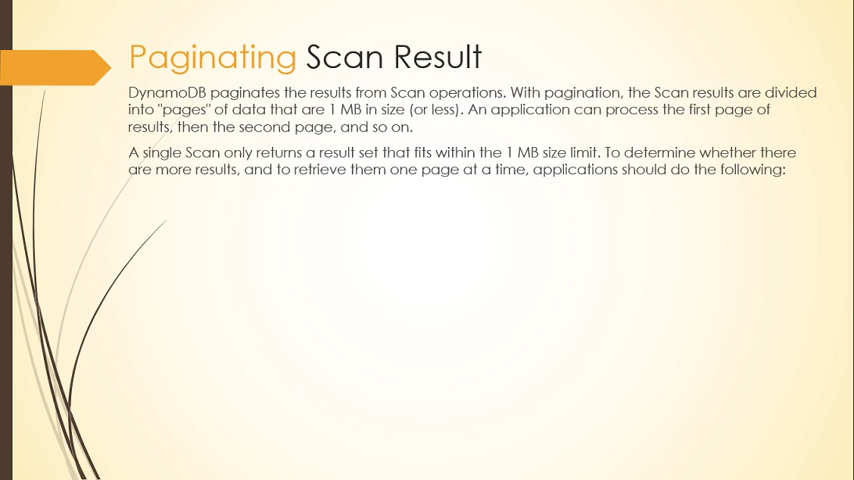 Paginating Scan Result
DynamoDB paginates the results from Scan operations. With pagination, the Scan results are divided
into "pages" of data that are 1 MB in size (or less). An application can process the first page of
results, then the second page, and so on.
A single Scan only returns a result set that fits within the 1 MB size limit. To determine whether there
are more results, and to retrieve them one page at a time, applications should do the following: